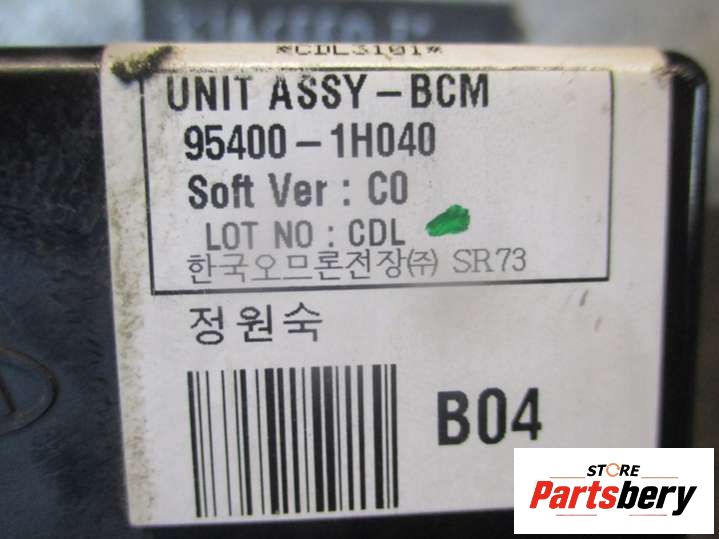 *CDL3101*
UNIT ASSY-BCM
95400-1H040
Soft Ver : C0
LOT NO : CDL
한국오므론전장㈜ SR73
정원숙
B04
STORE
Partsbery